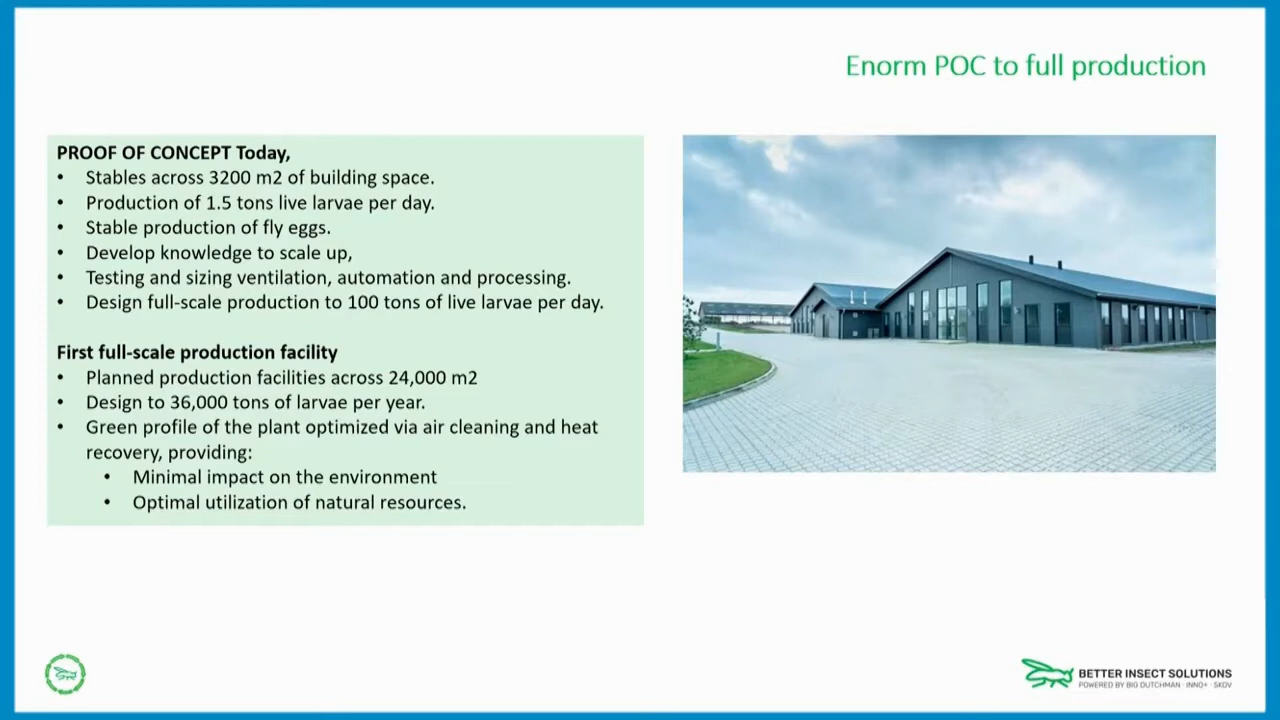 Enorm POC to full production
PROOF OF CONCEPT Today,
• Stables across 3200 m2 of building space.
• Production of 1.5 tons live larvae per day.
• Stable production of fly eggs.
• Develop knowledge to scale up,
• Testing and sizing ventilation, automation and processing.
• Design full-scale production to 100 tons of live larvae per day.
First full-scale production facility
• Planned production facilities across 24,000 m2
• Design to 36,000 tons of larvae per year.
• Green profile of the plant optimized via air cleaning and heat
recovery, providing:
• Minimal impact on the environment
• Optimal utilization of natural resources.
BETTER INSECT SOLUTIONS
POWERED BY BIG DUTCHMAN · INNO+ · SKOV